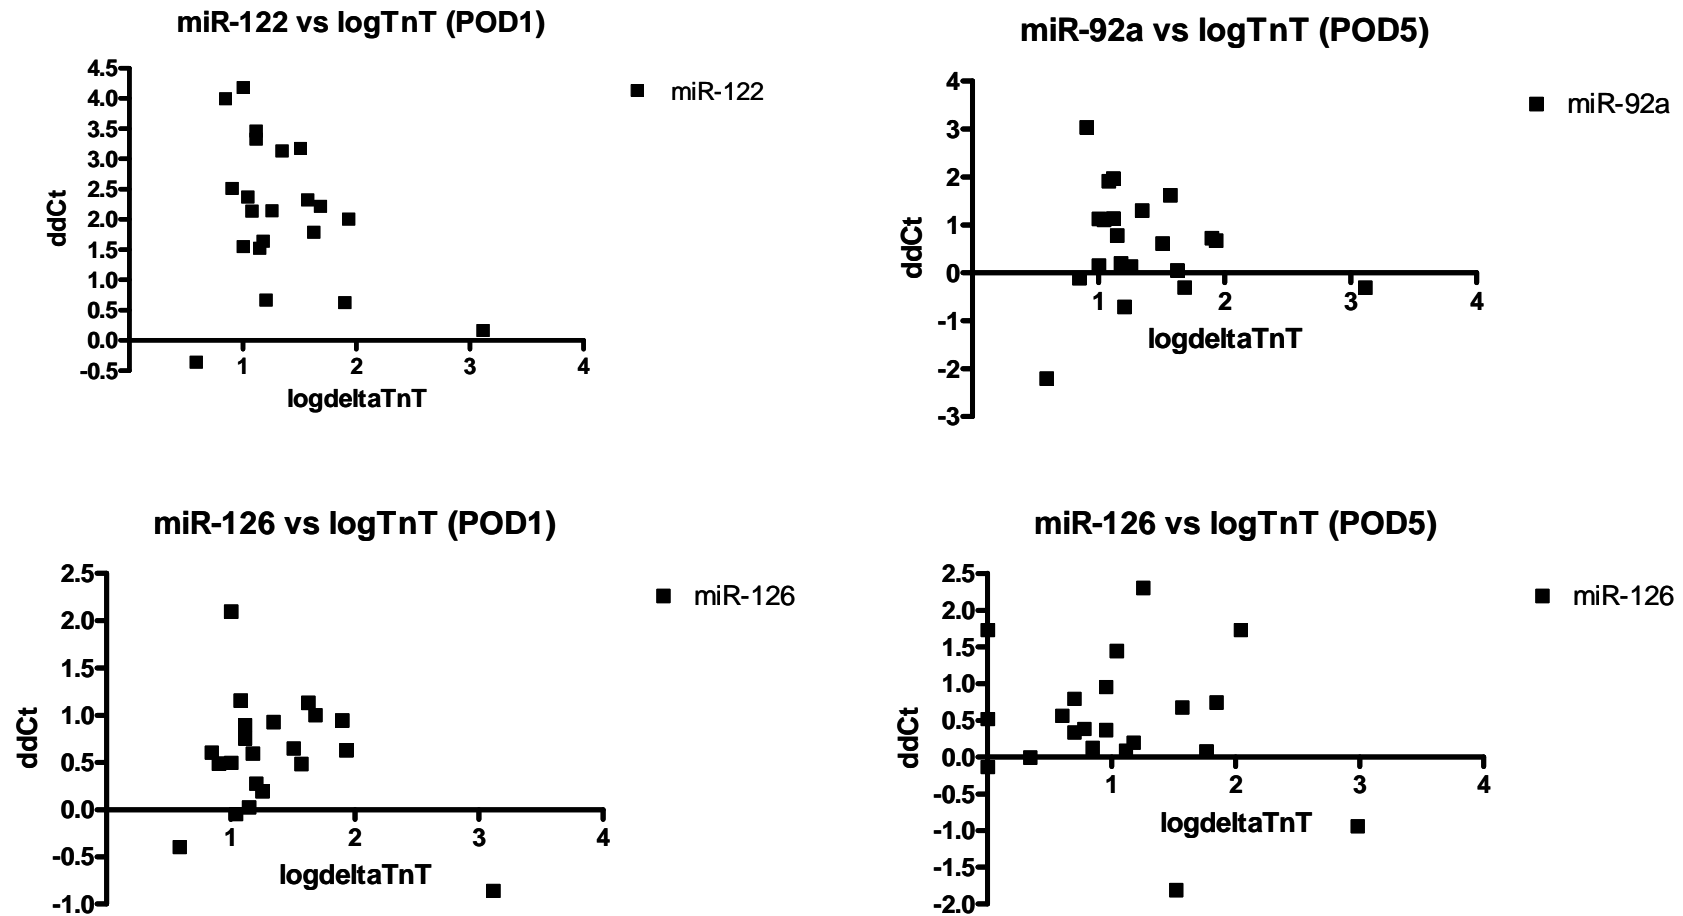 miR-122 vs logTnT (POD1)
4.5
4.0
3.5
3.0
2.5
2.0
1.5
1.0
0.5
0.0
-0.5
ddCt
1 2 3 4
logdeltaTnT
miR-122
miR-92a vs logTnT (POD5)
4
3
2
1
0
-1
-2
-3
ddCt
1 2 3 4
logdeltaTnT
miR-92a
miR-126 vs logTnT (POD1)
2.5
2.0
1.5
1.0
0.5
0.0
-0.5
-1.0
ddCt
1 2 3 4
logdeltaTnT
miR-126
miR-126 vs logTnT (POD5)
2.5
2.0
1.5
1.0
0.5
0.0
-0.5
-1.0
-1.5
-2.0
ddCt
1 2 3 4
logdeltaTnT
miR-126